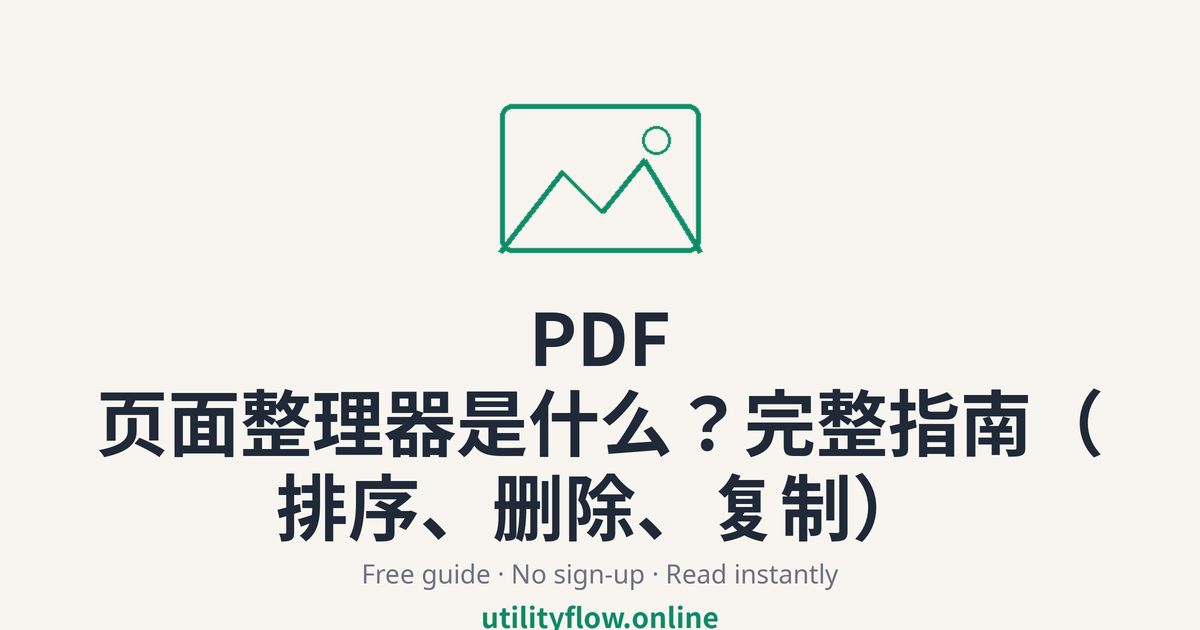 PDF
页面整理器是什么？完整指南（
排序、删除、复制）
Free guide · No sign-up · Read instantly
utilityflow.online